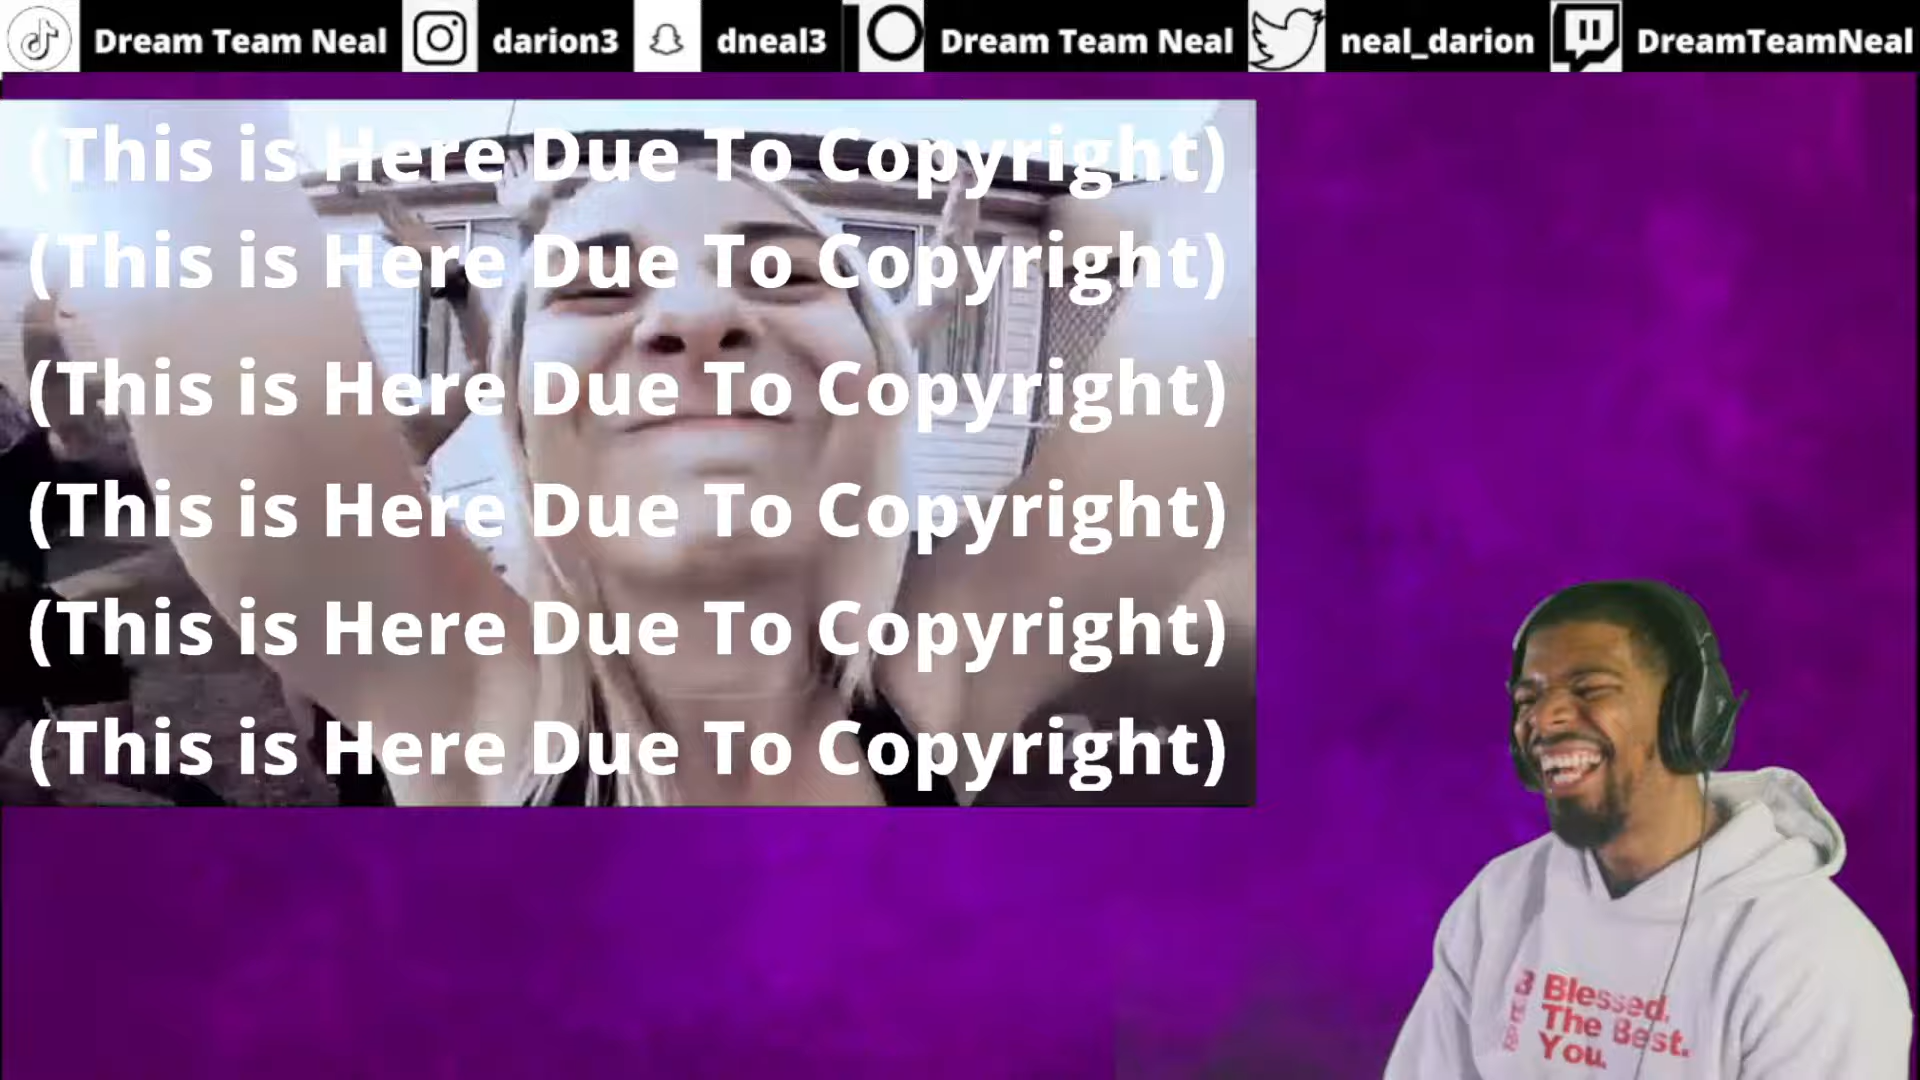 Dream Team Neal darion3 dneal3 Dream Team Neal neal_darion DreamTeamNeal
(This is Here Due To Copyright)
(This is Here Due To Copyright)
(This is Here Due To Copyright)
(This is Here Due To Copyright)
(This is Here Due To Copyright)
(This is Here Due To Copyright)
Blessed.
The Best.
You.